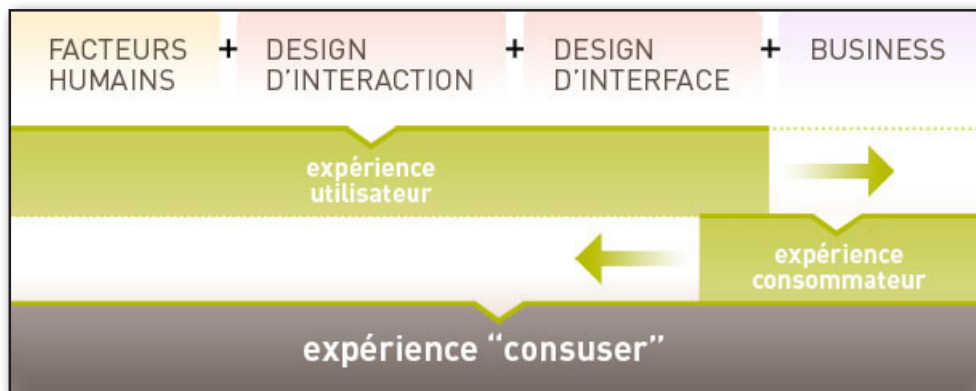 FACTEURS HUMAINS
+
DESIGN D'INTERACTION
+
DESIGN D'INTERFACE
+
BUSINESS
expérience
utilisateur
expérience
consommateur
expérience “consuser”